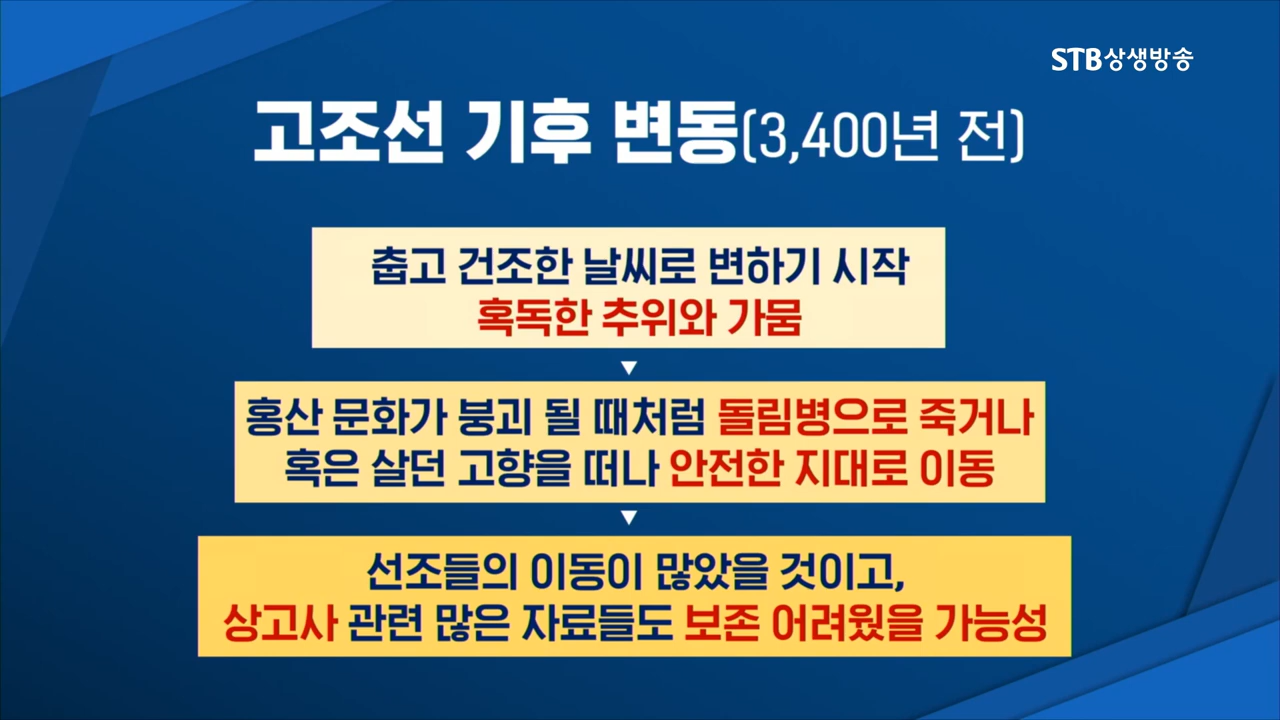 STB상생방송
고조선 기후 변동(3,400년 전)
춥고 건조한 날씨로 변하기 시작
혹독한 추위와 가뭄
▼
홍산 문화가 붕괴 될 때처럼 돌림병으로 죽거나
혹은 살던 고향을 떠나 안전한 지대로 이동
▼
선조들의 이동이 많았을 것이고,
상고사 관련 많은 자료들도 보존 어려웠을 가능성